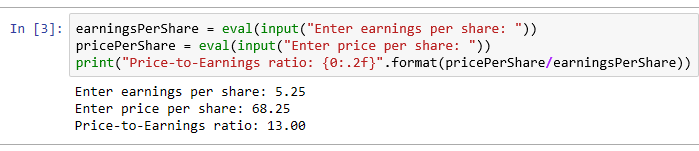 In [3]: earningsPerShare = eval(input("Enter earnings per share: "))
pricePerShare = eval(input("Enter price per share: "))
print("Price-to-Earnings ratio: {0:.2f}".format(pricePerShare/earningsPerShare))
Enter earnings per share: 5.25
Enter price per share: 68.25
Price-to-Earnings ratio: 13.00